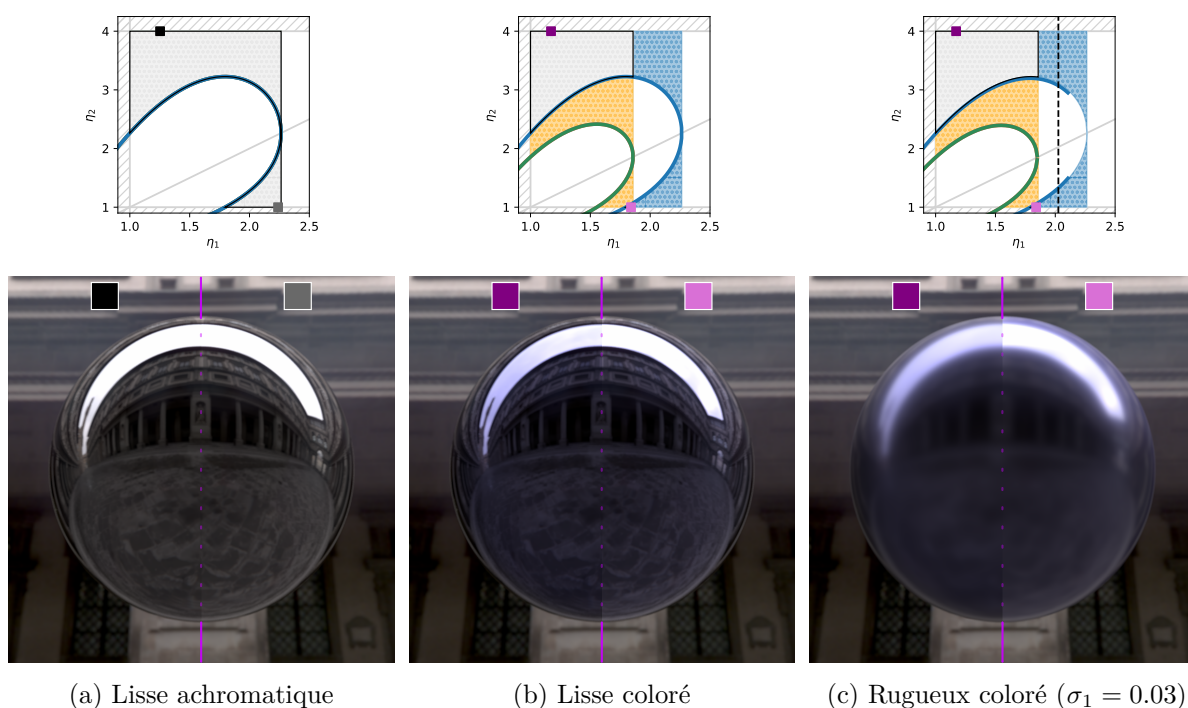 4
3
2
1
η2
1.0 1.5 2.0 2.5
η1
4
3
2
1
η2
1.0 1.5 2.0 2.5
η1
4
3
2
1
η2
1.0 1.5 2.0 2.5
η1
(a) Lisse achromatique
(b) Lisse coloré
(c) Rugueux coloré (σ1 = 0.03)